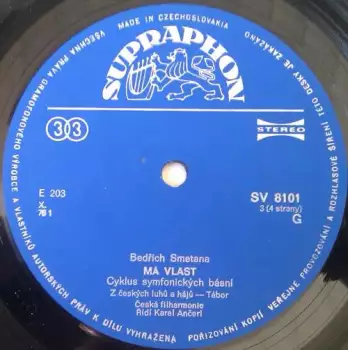 MADE IN CZECHOSLOVAKIA
VŠECHNA PRÁVA GRAMOFONOVÉHO VÝROBCE A VLASTNÍKŮ AUTORSKÝCH PRÁV K DÍLU VYHRAŽENA POŘIZOVÁNÍ KOPIÍ VEŘEJNÉ PROVOZOVÁNÍ A ROZHLASOVÉ ŠÍŘENÍ TÉTO DESKY JE ZAKÁZÁNO
SUPRAPHON
33
STEREO
E 203
SV 8101
3 (4 strany)
G
Bedřich Smetana
MÁ VLAST
Cyklus symfonických básní
Z českých luhů a hájů — Tábor
Česká filharmonie
Řídí Karel Ančerl